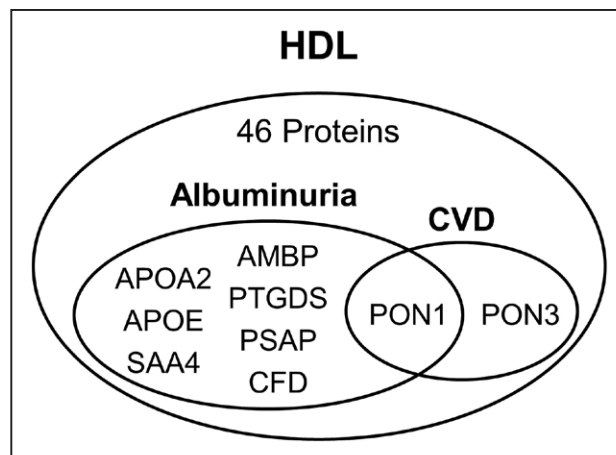 HDL
46 Proteins
Albuminuria
CVD
APOA2
APOE
SAA4
AMBP
PTGDS
PSAP
CFD
PON1
PON3